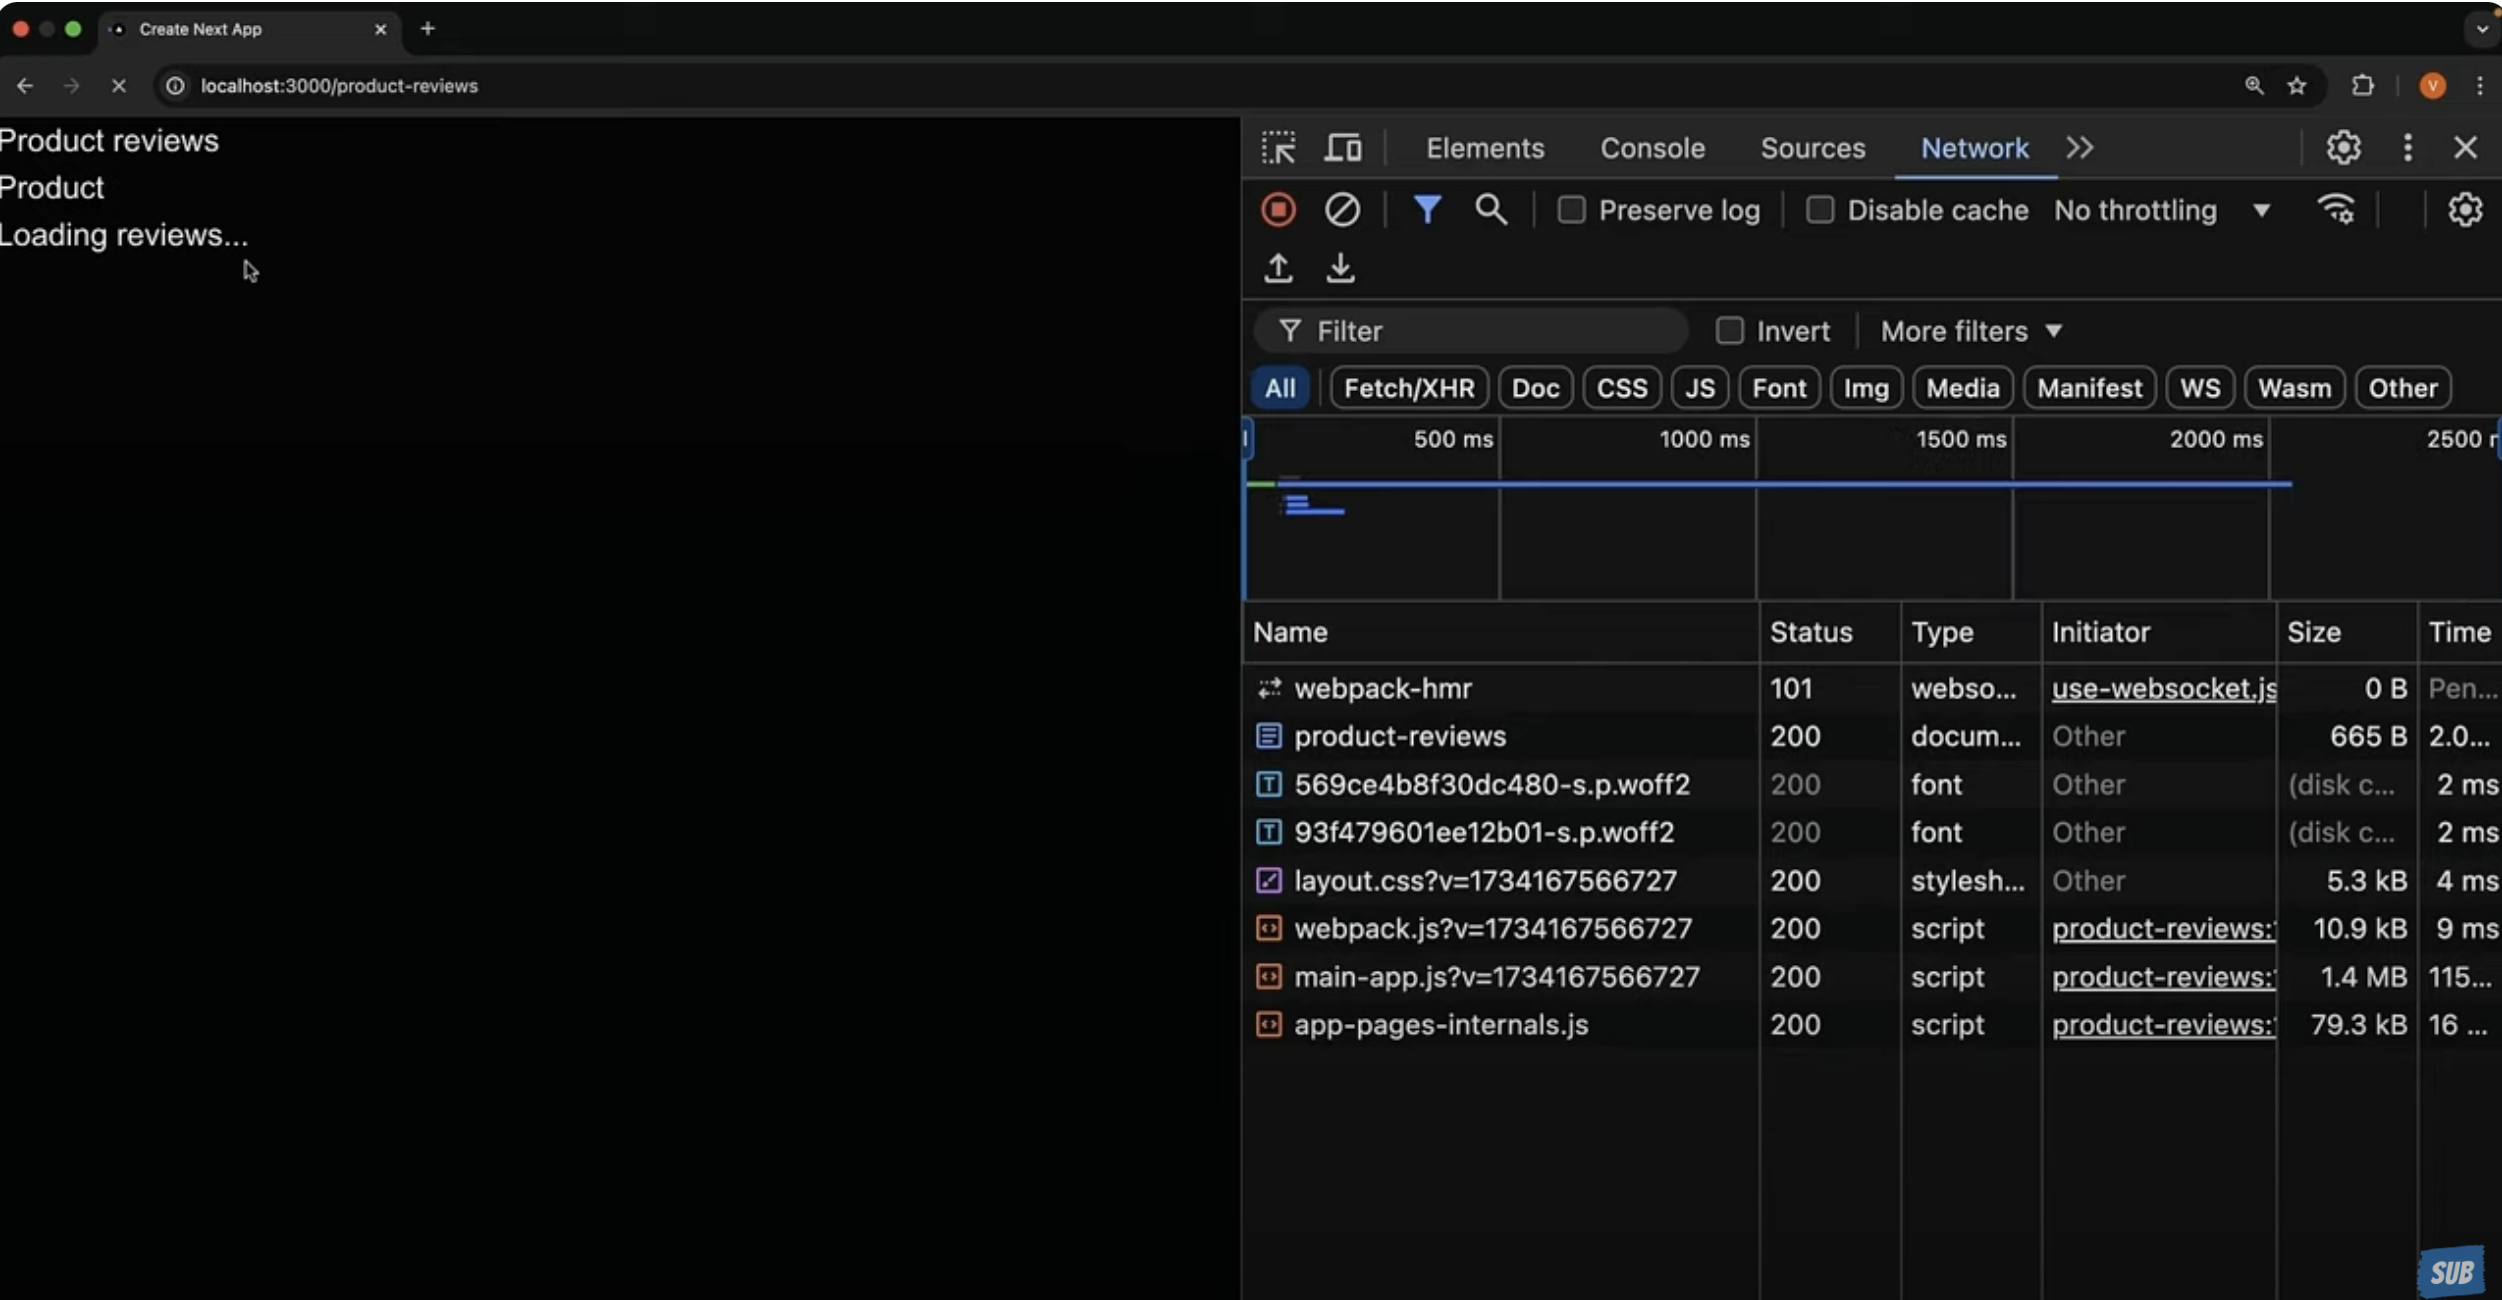 Create Next App
localhost:3000/product-reviews
V
Product reviews
Product
Loading reviews...
Elements Console Sources Network
Preserve log Disable cache No throttling
Filter Invert More filters
All Fetch/XHR Doc CSS JS Font Img Media Manifest WS Wasm Other
500 ms 1000 ms 1500 ms 2000 ms 2500
Name Status Type Initiator Size Time
webpack-hmr 101 webso... use-websocket.js 0 B Pen...
product-reviews 200 docum... Other 665 B 2.0...
569ce4b8f30dc480-s.p.woff2 200 font Other (disk c... 2 ms
93f479601ee12b01-s.p.woff2 200 font Other (disk c... 2 ms
layout.css?v=1734167566727 200 stylesh... Other 5.3 kB 4 ms
webpack.js?v=1734167566727 200 script product-reviews: 10.9 kB 9 ms
main-app.js?v=1734167566727 200 script product-reviews: 1.4 MB 115...
app-pages-internals.js 200 script product-reviews: 79.3 kB 16 ...
SUB